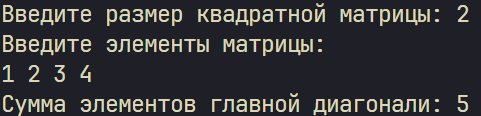 Введите размер квадратной матрицы: 2
Введите элементы матрицы:
1 2 3 4
Сумма элементов главной диагонали: 5